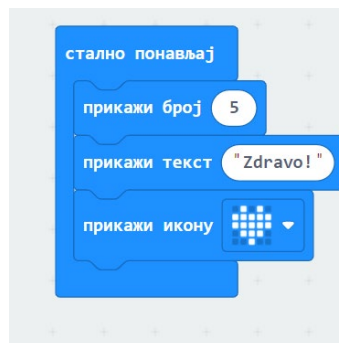 стално понављај
прикажи број 5
прикажи текст "Zdravo!"
прикажи икону